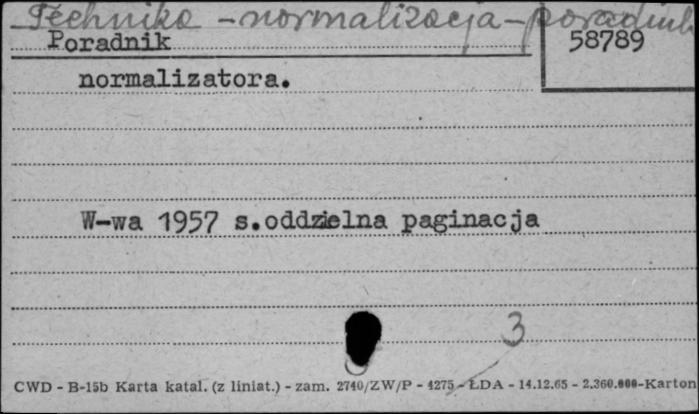 Technika - normalizacja - poradnik
Poradnik
58789
normalizatora.
W-wa 1957 s.oddzielna paginacja
3
CWD - B-15b Karta katal. (z liniat.) - zam. 2740/ZW/P - 4275 - ŁDA - 14.12.65 - 2.360.000-Karton